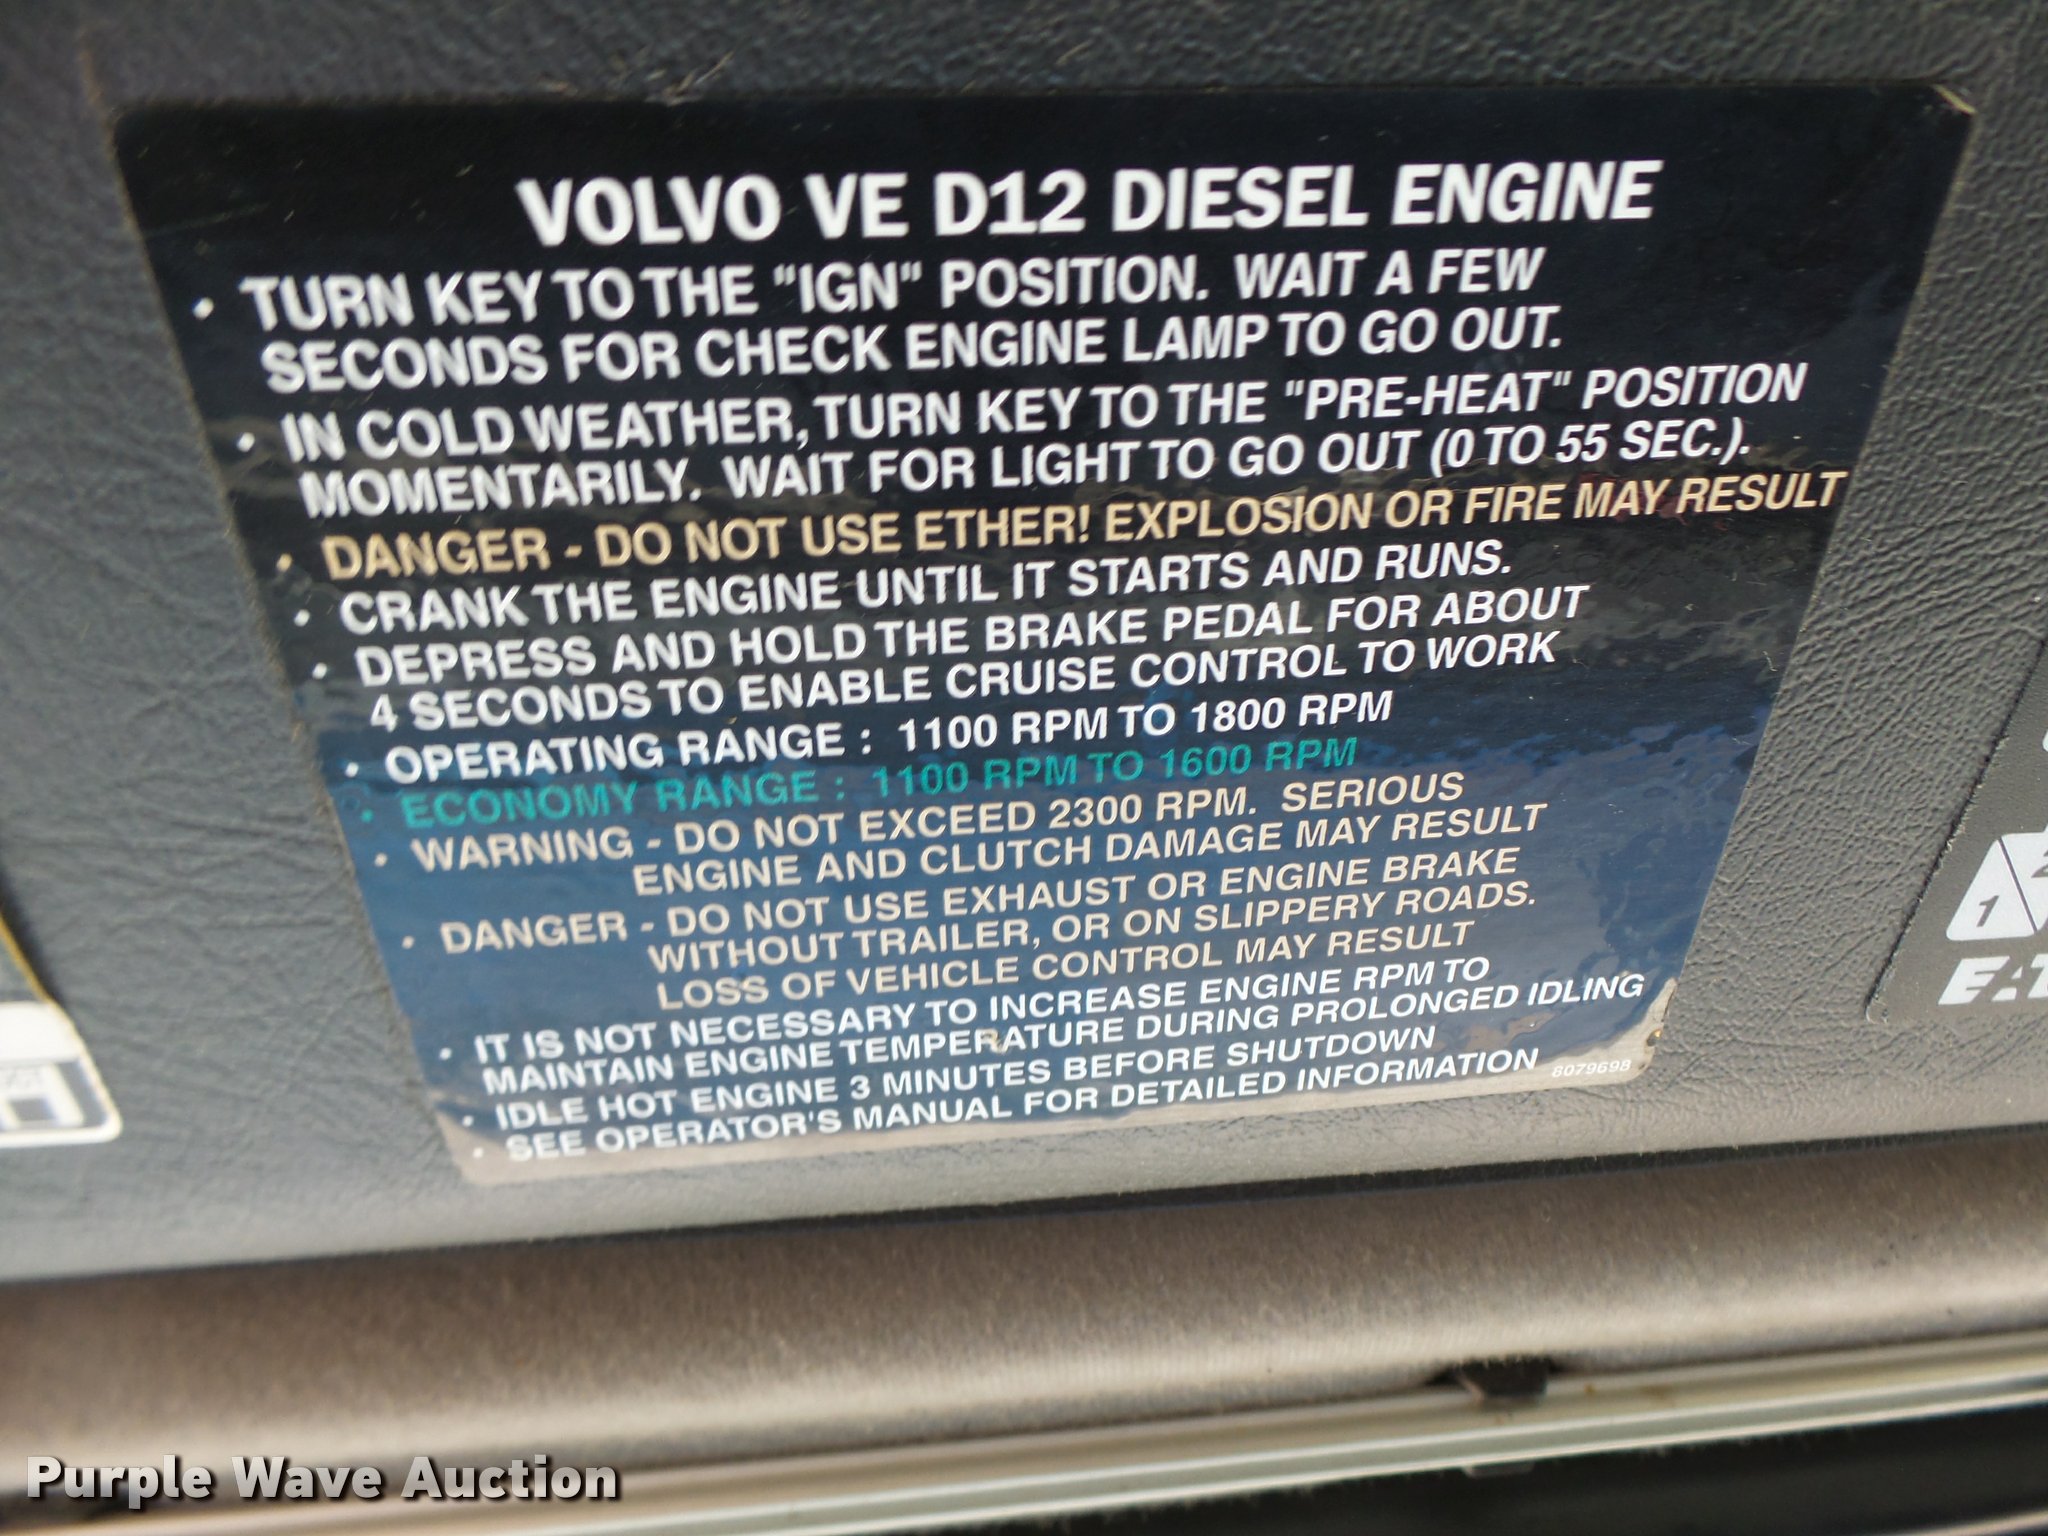 VOLVO VE D12 DIESEL ENGINE
• TURN KEY TO THE "IGN" POSITION. WAIT A FEW
SECONDS FOR CHECK ENGINE LAMP TO GO OUT.
• IN COLD WEATHER, TURN KEY TO THE "PRE-HEAT" POSITION
MOMENTARILY. WAIT FOR LIGHT TO GO OUT (0 TO 55 SEC.).
• DANGER - DO NOT USE ETHER! EXPLOSION OR FIRE MAY RESULT
• CRANK THE ENGINE UNTIL IT STARTS AND RUNS.
• DEPRESS AND HOLD THE BRAKE PEDAL FOR ABOUT
4 SECONDS TO ENABLE CRUISE CONTROL TO WORK
• OPERATING RANGE : 1100 RPM TO 1800 RPM
• ECONOMY RANGE : 1100 RPM TO 1600 RPM
• WARNING - DO NOT EXCEED 2300 RPM. SERIOUS
ENGINE AND CLUTCH DAMAGE MAY RESULT
• DANGER - DO NOT USE EXHAUST OR ENGINE BRAKE
WITHOUT TRAILER, OR ON SLIPPERY ROADS.
LOSS OF VEHICLE CONTROL MAY RESULT
• IT IS NOT NECESSARY TO INCREASE ENGINE RPM TO
MAINTAIN ENGINE TEMPERATURE DURING PROLONGED IDLING
• IDLE HOT ENGINE 3 MINUTES BEFORE SHUTDOWN
• SEE OPERATOR'S MANUAL FOR DETAILED INFORMATION
6079698
1
2
Purple Wave Auction